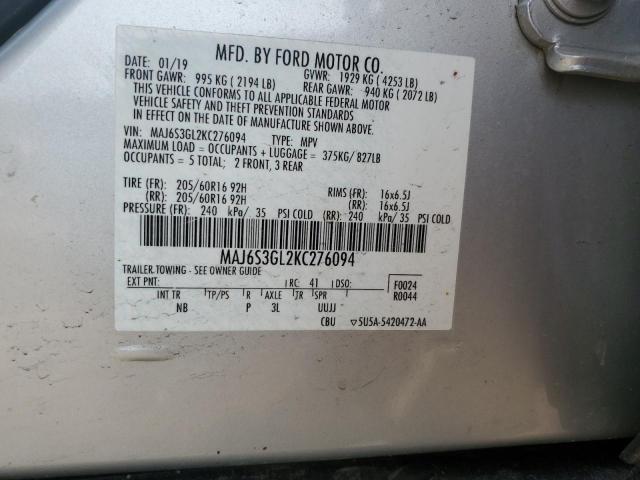 MFD. BY FORD MOTOR CO.
DATE: 01/19 GVWR: 1929 KG (4253 LB)
FRONT GAWR: 995 KG (2194 LB) REAR GAWR: 940 KG (2072 LB)
THIS VEHICLE CONFORMS TO ALL APPLICABLE FEDERAL MOTOR
VEHICLE SAFETY AND THEFT PREVENTION STANDARDS
IN EFFECT ON THE DATE OF MANUFACTURE SHOWN ABOVE.
VIN: MAJ6S3GL2KC276094 TYPE: MPV
MAXIMUM LOAD = OCCUPANTS + LUGGAGE = 375KG/827LB
OCCUPANTS = 5 TOTAL; 2 FRONT, 3 REAR
TIRE (FR): 205/60R16 92H RIMS (FR): 16x6.5J
(RR): 205/60R16 92H (RR): 16x6.5J
PRESSURE (FR): 240 kPa/ 35 PSI COLD (RR): 240 kPa/ 35 PSI COLD
MAJ6S3GL2KC276094
TRAILER TOWING - SEE OWNER GUIDE
EXT PNT: RC: 41 DSO: F0024
R0044
INT TR TP/PS R AXLE TR SPR
NB P 3L UUJJ
CBU ▽5U5A-5420472-AA